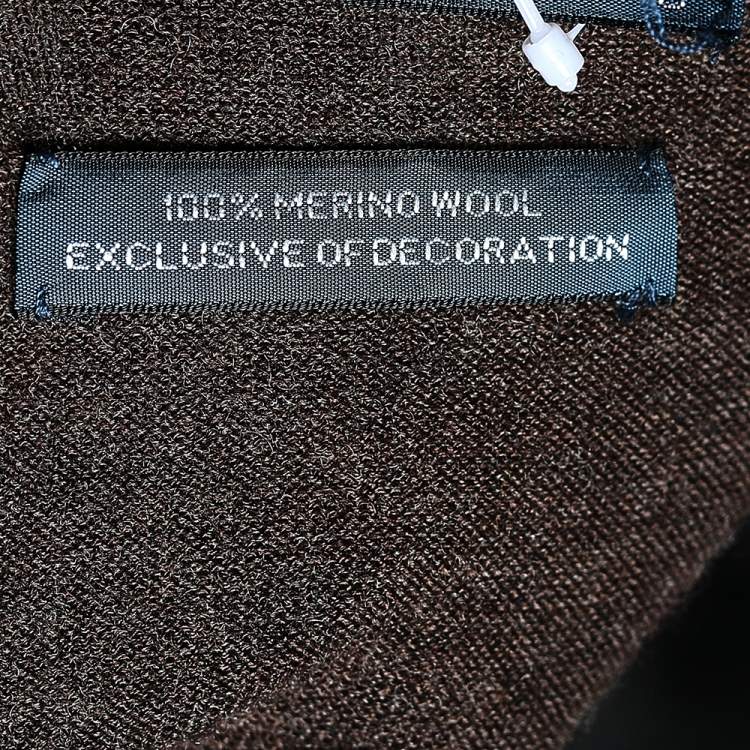 100% MERINO WOOL
EXCLUSIVE OF DECORATION